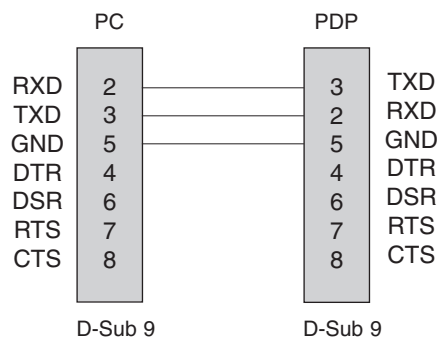 PC PDP
RXD 2 3 TXD
TXD 3 2 RXD
GND 5 5 GND
DTR 4 4 DTR
DSR 6 6 DSR
RTS 7 7 RTS
CTS 8 8 CTS
D-Sub 9 D-Sub 9